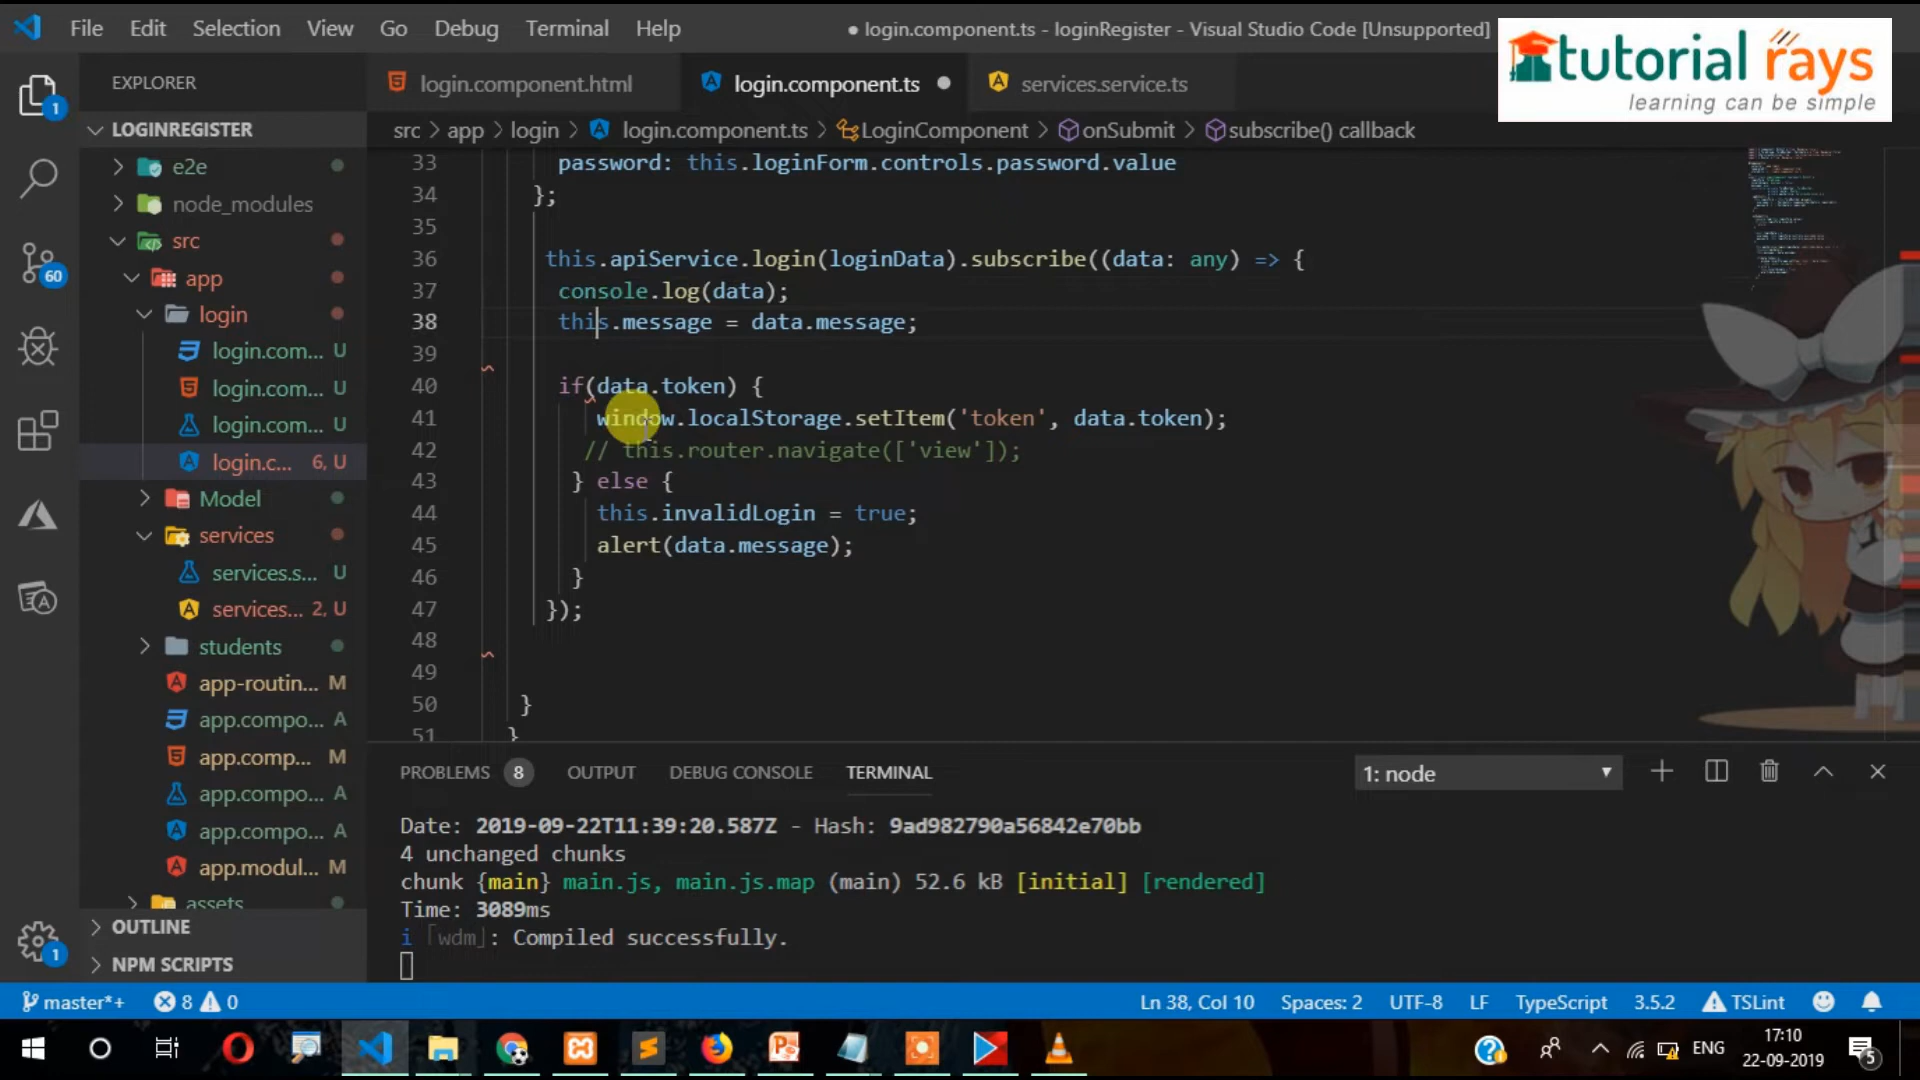 File Edit Selection View Go Debug Terminal Help
● login.component.ts - loginRegister - Visual Studio Code [Unsupported]
tutorial rays
learning can be simple
1
EXPLORER
login.component.html
login.component.ts
services.service.ts
LOGINREGISTER
src > app > login > login.component.ts > LoginComponent > onSubmit > subscribe() callback
e2e
node_modules
src
app
login
login.com... U
login.com... U
login.com... U
login.c... 6, U
Model
services
services.s... U
services... 2, U
students
app-routin... M
app.compo... A
app.comp... M
app.compo... A
app.compo... A
app.modul... M
assets
OUTLINE
NPM SCRIPTS
60
1
33 password: this.loginForm.controls.password.value
34 };
35
36 this.apiService.login(loginData).subscribe((data: any) => {
37 console.log(data);
38 this.message = data.message;
39
40 if(data.token) {
41 window.localStorage.setItem('token', data.token);
42 // this.router.navigate(['view']);
43 } else {
44 this.invalidLogin = true;
45 alert(data.message);
46 }
47 });
48
49
50 }
51 }
PROBLEMS 8 OUTPUT DEBUG CONSOLE TERMINAL
1: node
Date: 2019-09-22T11:39:20.587Z - Hash: 9ad982790a56842e70bb
4 unchanged chunks
chunk {main} main.js, main.js.map (main) 52.6 kB [initial] [rendered]
Time: 3089ms
i ｢wdm｣: Compiled successfully.
master*+ 8 0
Ln 38, Col 10 Spaces: 2 UTF-8 LF TypeScript 3.5.2 TSLint
ENG
17:10
22-09-2019
5